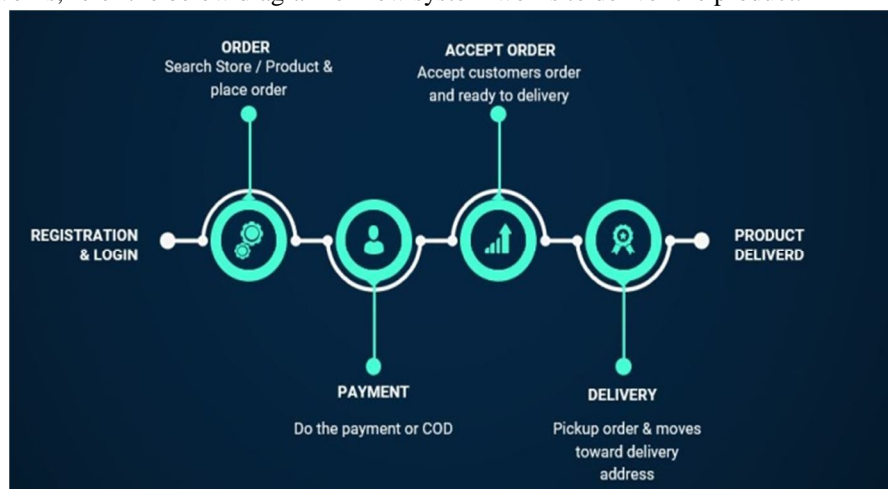 ORDER
Search Store / Product &
place order
ACCEPT ORDER
Accept customers order
and ready to delivery
REGISTRATION
& LOGIN
PRODUCT
DELIVERD
PAYMENT
Do the payment or COD
DELIVERY
Pickup order & moves
toward delivery
address